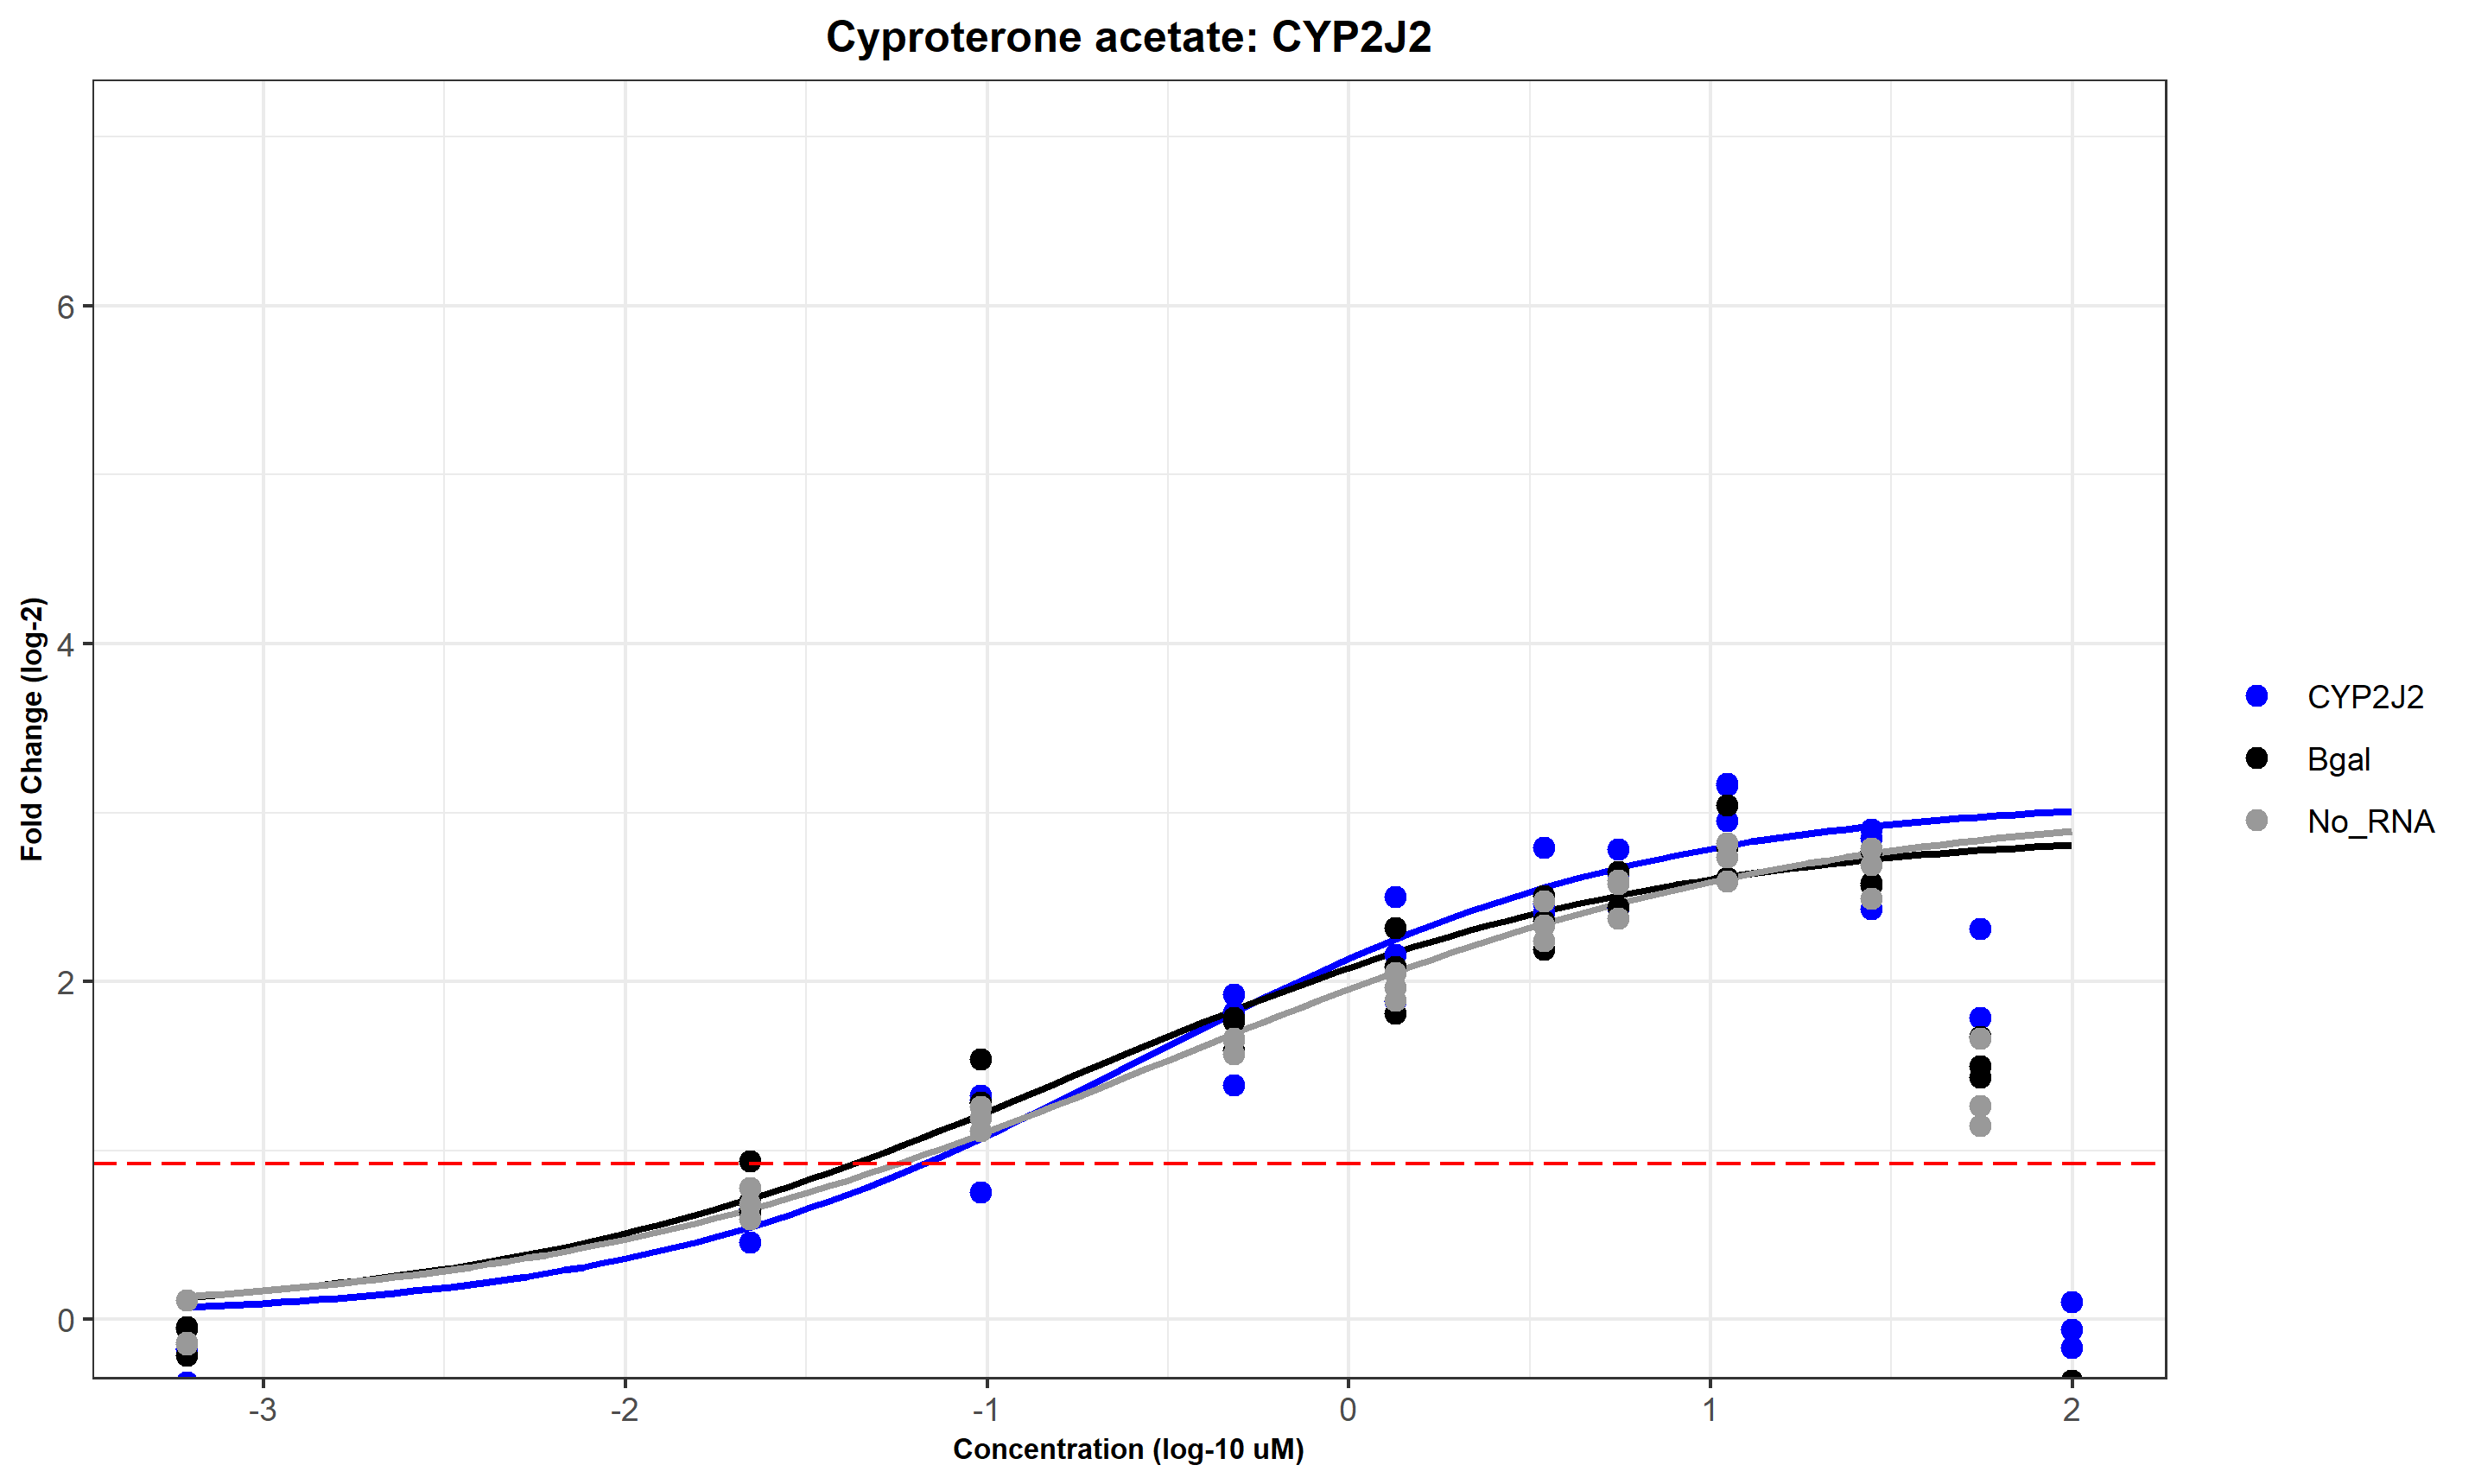 Cyproterone acetate: CYP2J2
Fold Change (log-2)
6
4
2
0
-3
-2
-1
0
1
2
Concentration (log-10 uM)
CYP2J2
Bgal
No_RNA